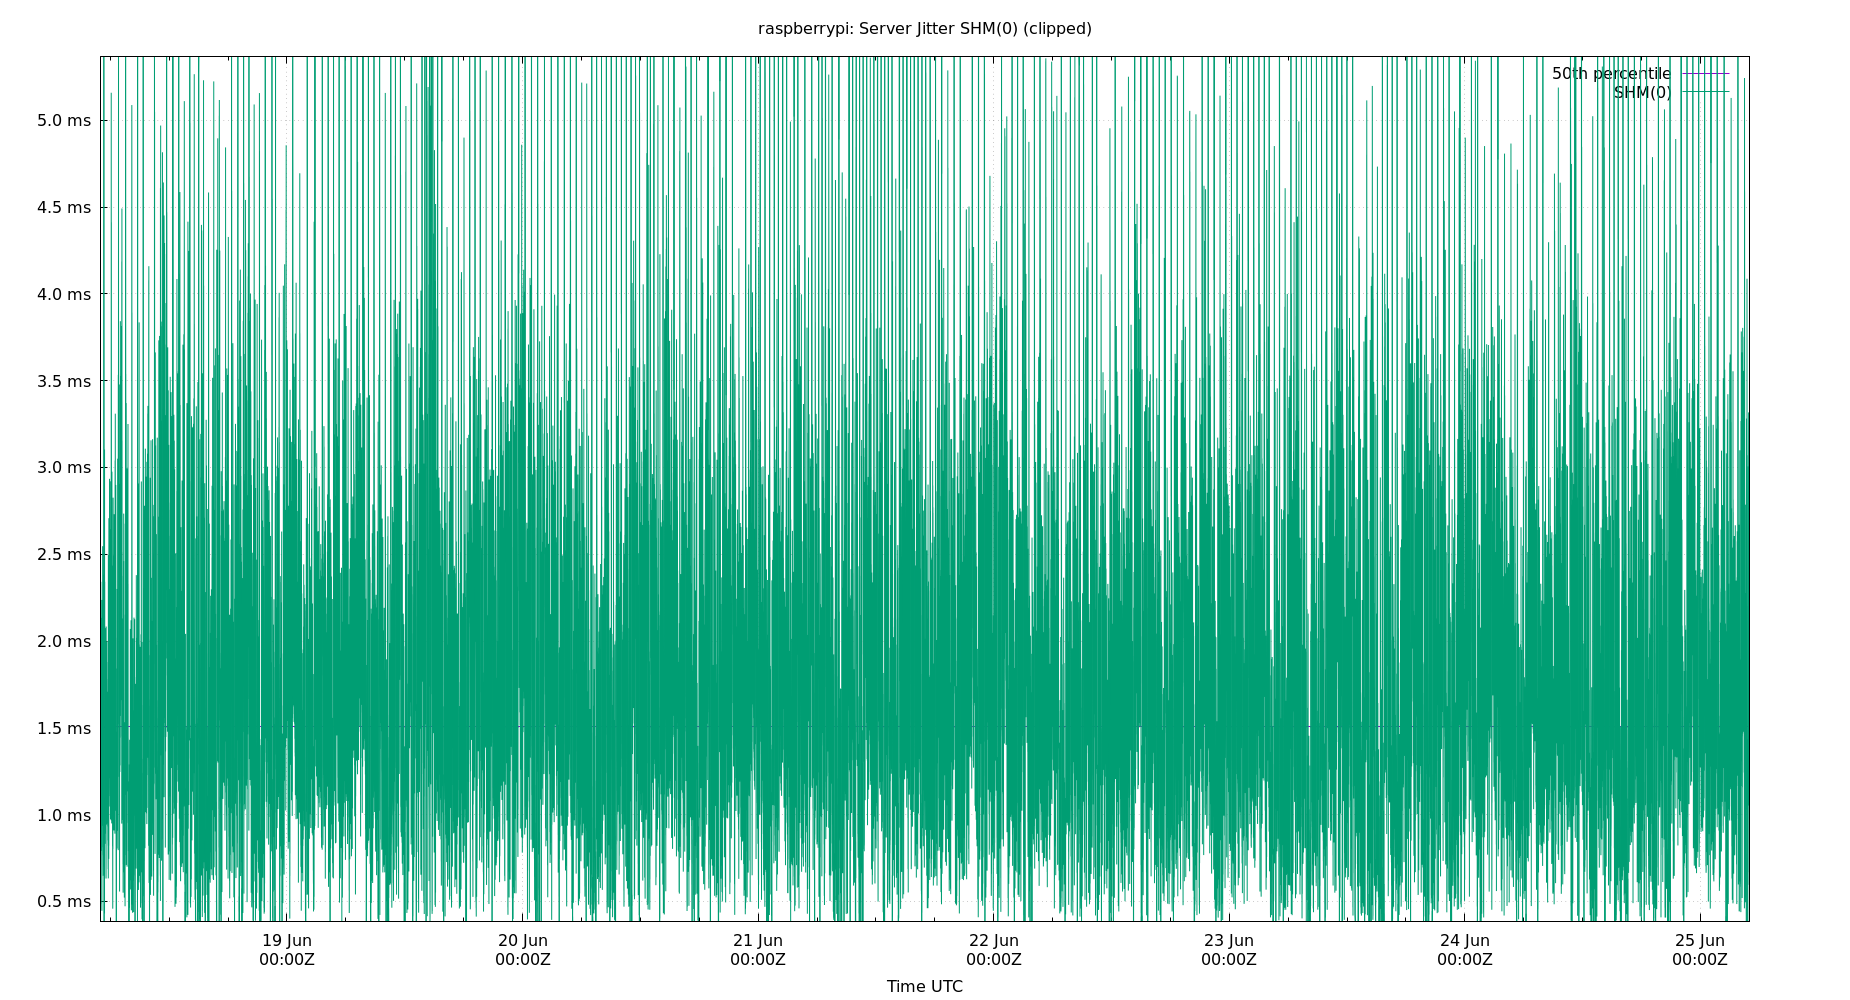 raspberrypi: Server Jitter SHM(0) (clipped)
50th percentile
SHM(0)
5.0 ms
4.5 ms
4.0 ms
3.5 ms
3.0 ms
2.5 ms
2.0 ms
1.5 ms
1.0 ms
0.5 ms
19 Jun 20 Jun 21 Jun 22 Jun 23 Jun 24 Jun 25 Jun
00:00Z 00:00Z 00:00Z 00:00Z 00:00Z 00:00Z 00:00Z
Time UTC